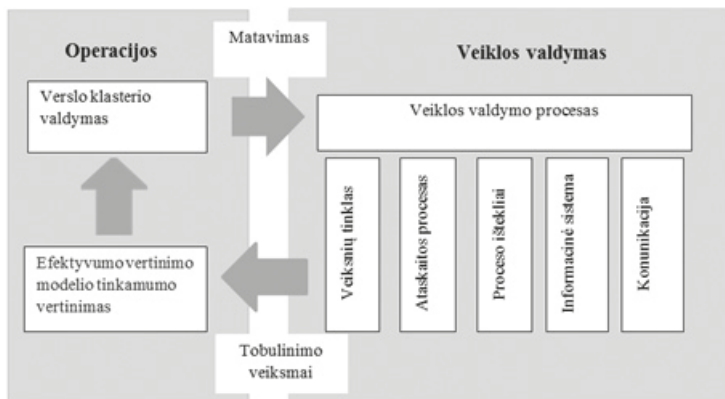 Operacijos
Matavimas
Veiklos valdymas
Verslo klasterio
valdymas
Veiklos valdymo procesas
Veiksnių tinklas
Ataskaitos procesas
Proceso ištekliai
Informacinė sistema
Konunikacija
Efektyvumo vertinimo
modelio tinkamumo
vertinimas
Tobulinimo
veiksmai